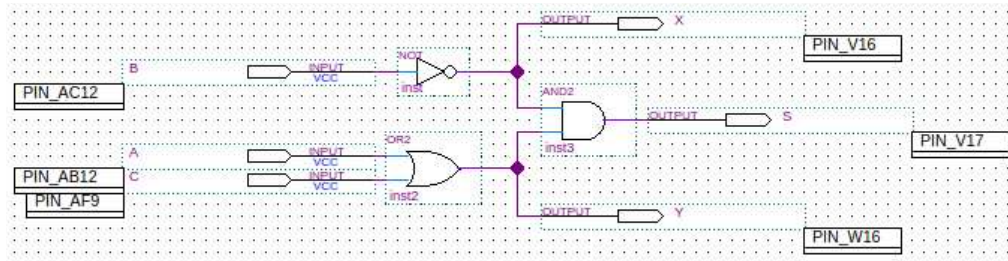 OUTPUT X
PIN_V16
B INPUT VCC NOT
PIN_AC12 inst
AND2
OUTPUT S
PIN_V17
inst3
A INPUT VCC OR2
PIN_AB12 C INPUT VCC
PIN_AF9 inst2
OUTPUT Y
PIN_W16